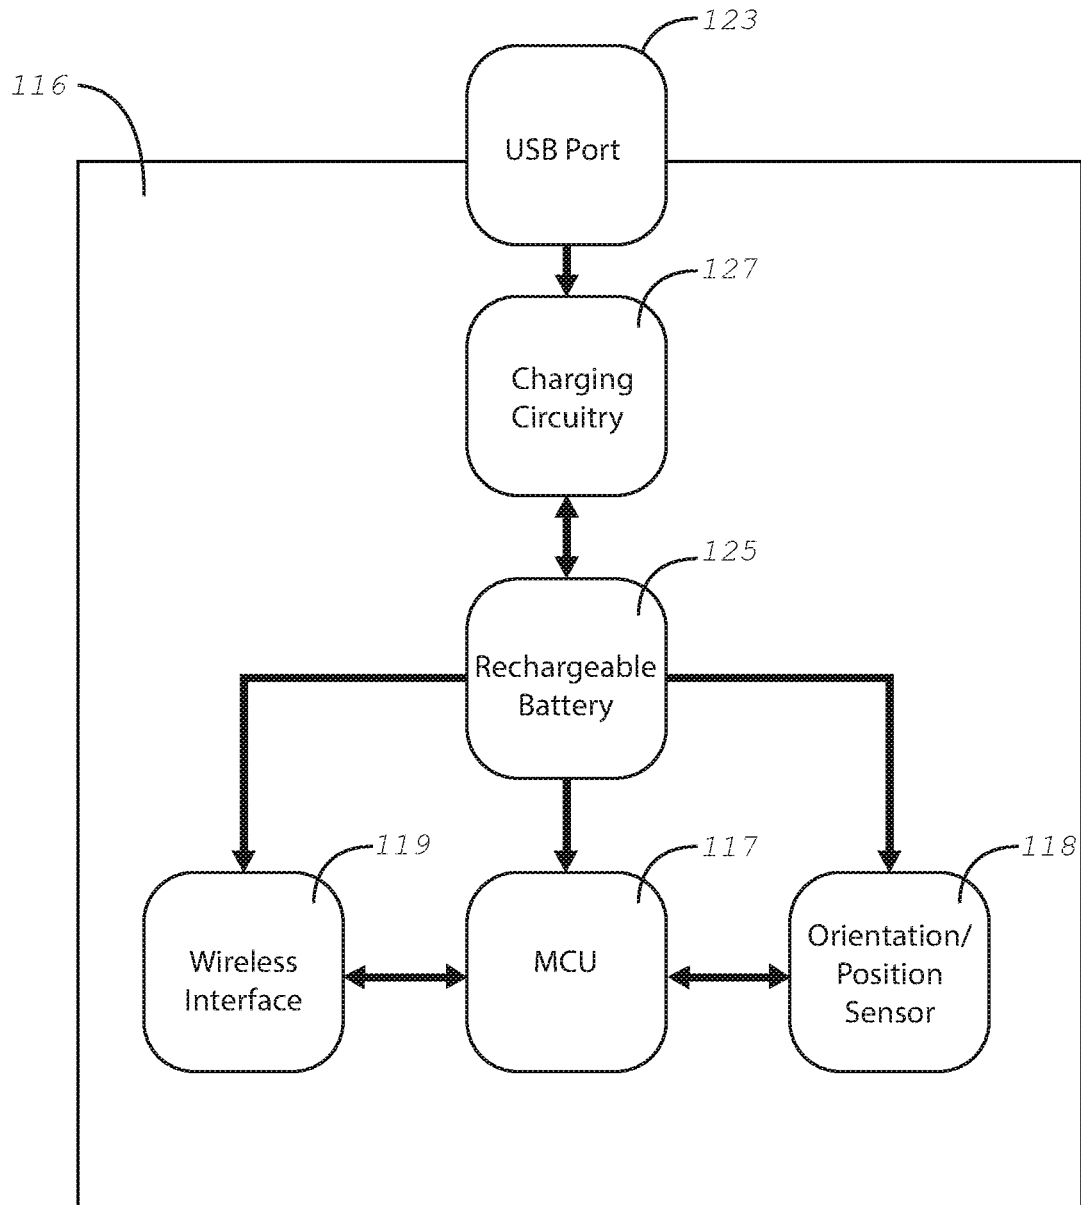 123
116
USB Port
127
Charging
Circuitry
125
Rechargeable
Battery
119
117
118
Wireless
Interface
MCU
Orientation/
Position
Sensor